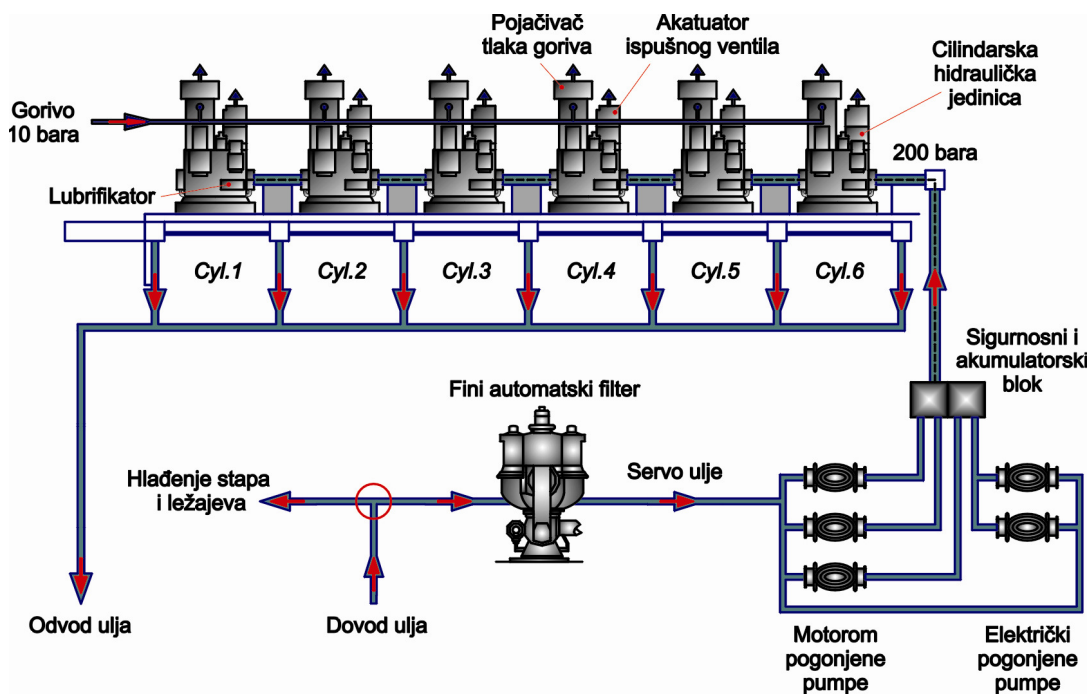 Pojačivač
tlaka goriva
Akatuator
ispušnog ventila
Cilindarska
hidraulička
jedinica
Gorivo
10 bara
200 bara
Lubrifikator
Cyl.1
Cyl.2
Cyl.3
Cyl.4
Cyl.5
Cyl.6
Sigurnosni i
akumulatorski
blok
Fini automatski filter
Hlađenje stapa
i ležajeva
Servo ulje
Odvod ulja
Dovod ulja
Motorom
pogonjene
pumpe
Električki
pogonjene
pumpe